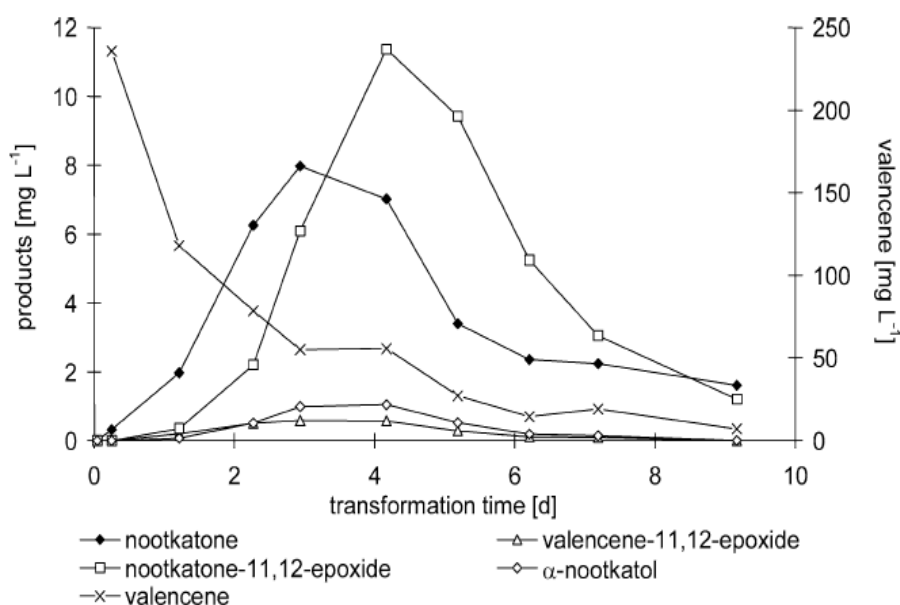 12
10
8
6
4
2
0
products [mg L⁻¹]
250
200
150
100
50
0
valencene [mg L⁻¹]
0 2 4 6 8 10
transformation time [d]
nootkatone
valencene-11,12-epoxide
nootkatone-11,12-epoxide
α-nootkatol
valencene